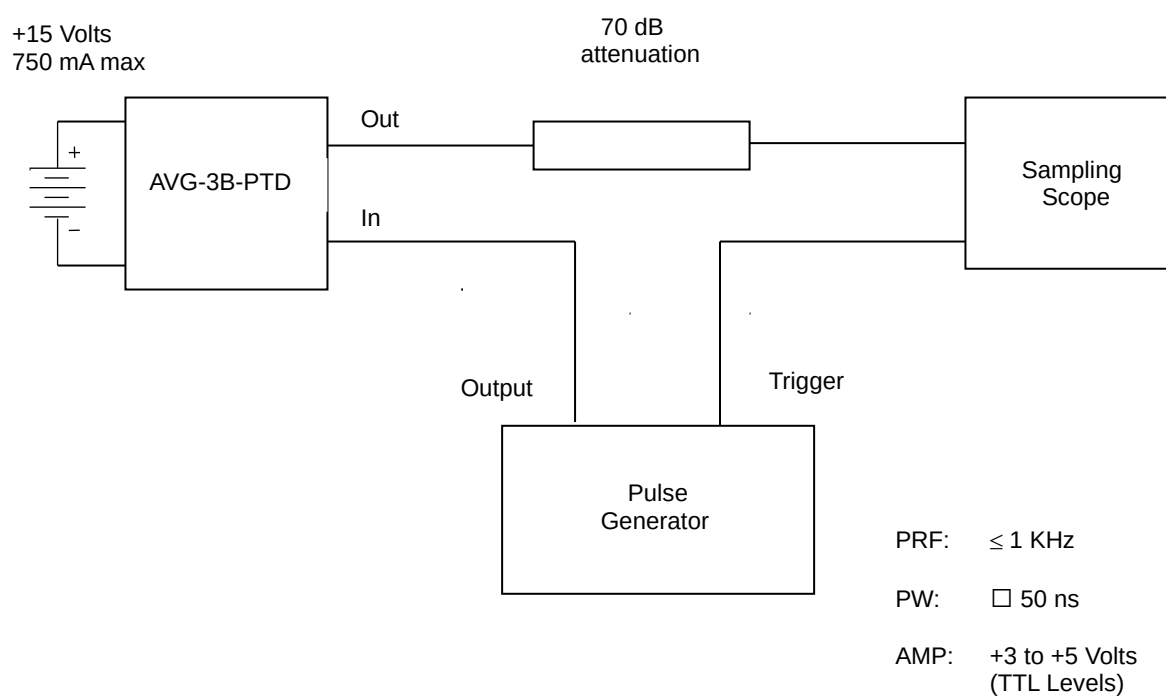 +15 Volts
750 mA max
70 dB
attenuation
Out
+
AVG-3B-PTD
Sampling
Scope
In
−
Output
Trigger
Pulse
Generator
PRF: ≤ 1 KHz
PW: □ 50 ns
AMP: +3 to +5 Volts
(TTL Levels)